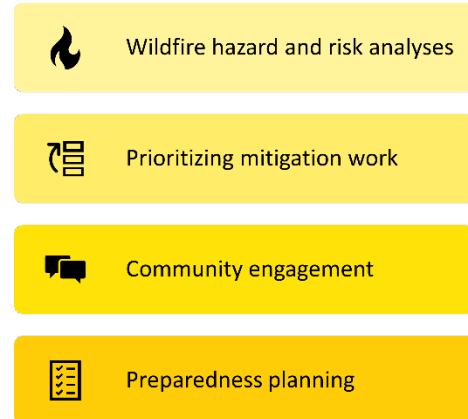 Wildfire hazard and risk analyses
Prioritizing mitigation work
Community engagement
Preparedness planning